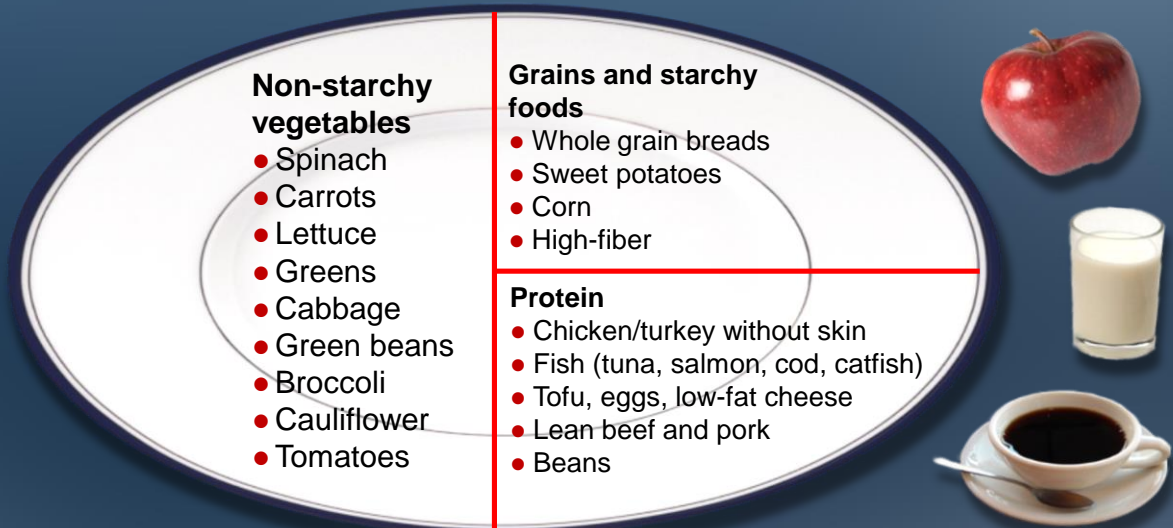 Non-starchy
vegetables
● Spinach
● Carrots
● Lettuce
● Greens
● Cabbage
● Green beans
● Broccoli
● Cauliflower
● Tomatoes
Grains and starchy
foods
● Whole grain breads
● Sweet potatoes
● Corn
● High-fiber
Protein
● Chicken/turkey without skin
● Fish (tuna, salmon, cod, catfish)
● Tofu, eggs, low-fat cheese
● Lean beef and pork
● Beans